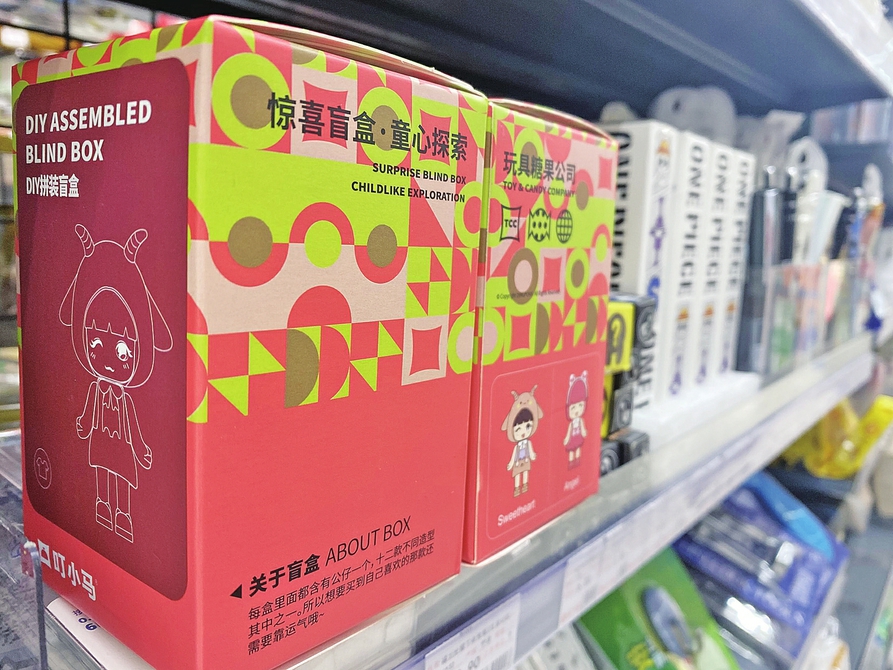 DIY ASSEMBLED
BLIND BOX
DIY拼装盲盒
叮小马
惊喜盲盒·童心探索
SURPRISE BLIND BOX
CHILDLIKE EXPLORATION
关于盲盒 ABOUT BOX
每盒里面都含有公仔一个，十二款不同造型
其中之一。所以想要买到自己喜欢的那款还
需要靠运气哦~
玩具糖果公司
TOY & CANDY COMPANY
TCC
Sweetheart
Angel
ONE PIECE
ONE PIECE
ONE PIECE